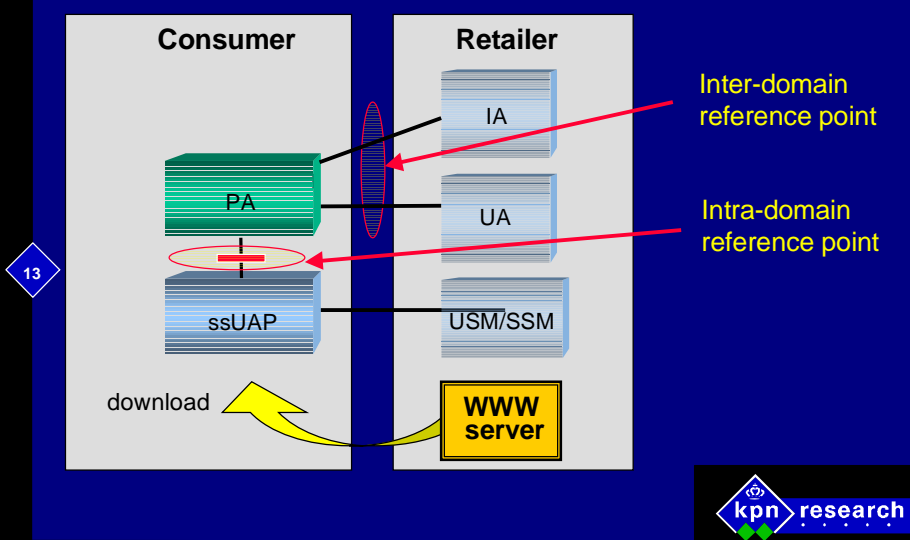 Consumer
Retailer
Inter-domain
reference point
IA
PA
UA
Intra-domain
reference point
13
ssUAP
USM/SSM
download
WWW
server
kpn research